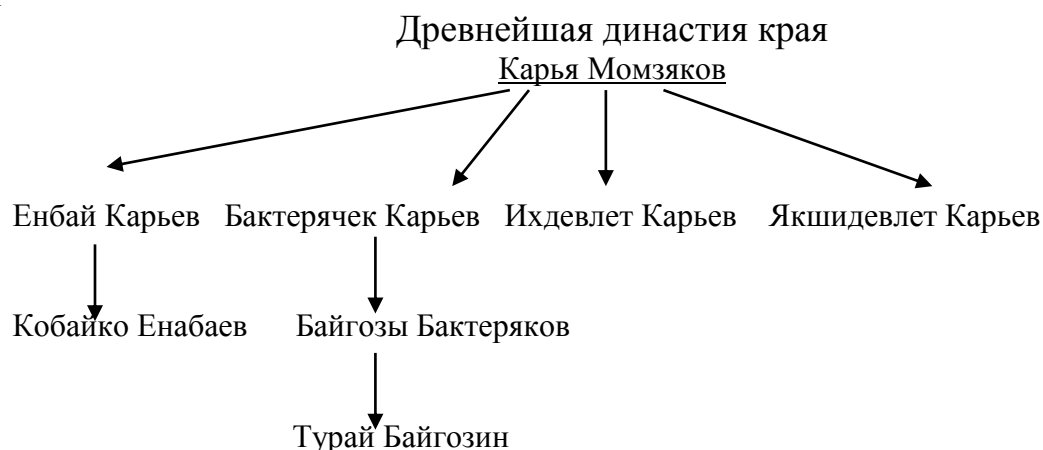 Древнейшая династия края
Карья Момзяков
Енбай Карьев Бактерячек Карьев Ихдевлет Карьев Якшидевлет Карьев
Кобайко Енабаев Байгозы Бактеряков
Турай Байгозин